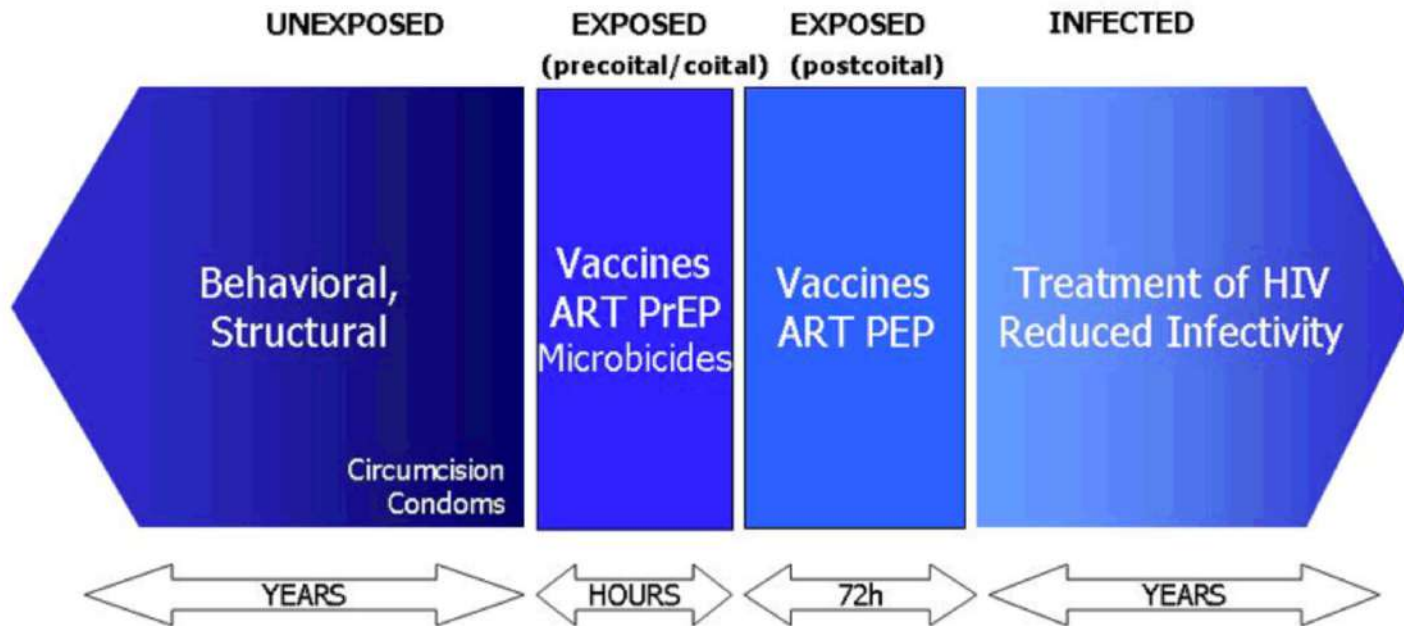 UNEXPOSED
EXPOSED
(precoital/coital)
EXPOSED
(postcoital)
INFECTED
Behavioral,
Structural
Circumcision
Condoms
Vaccines
ART PrEP
Microbicides
Vaccines
ART PEP
Treatment of HIV
Reduced Infectivity
YEARS
HOURS
72h
YEARS